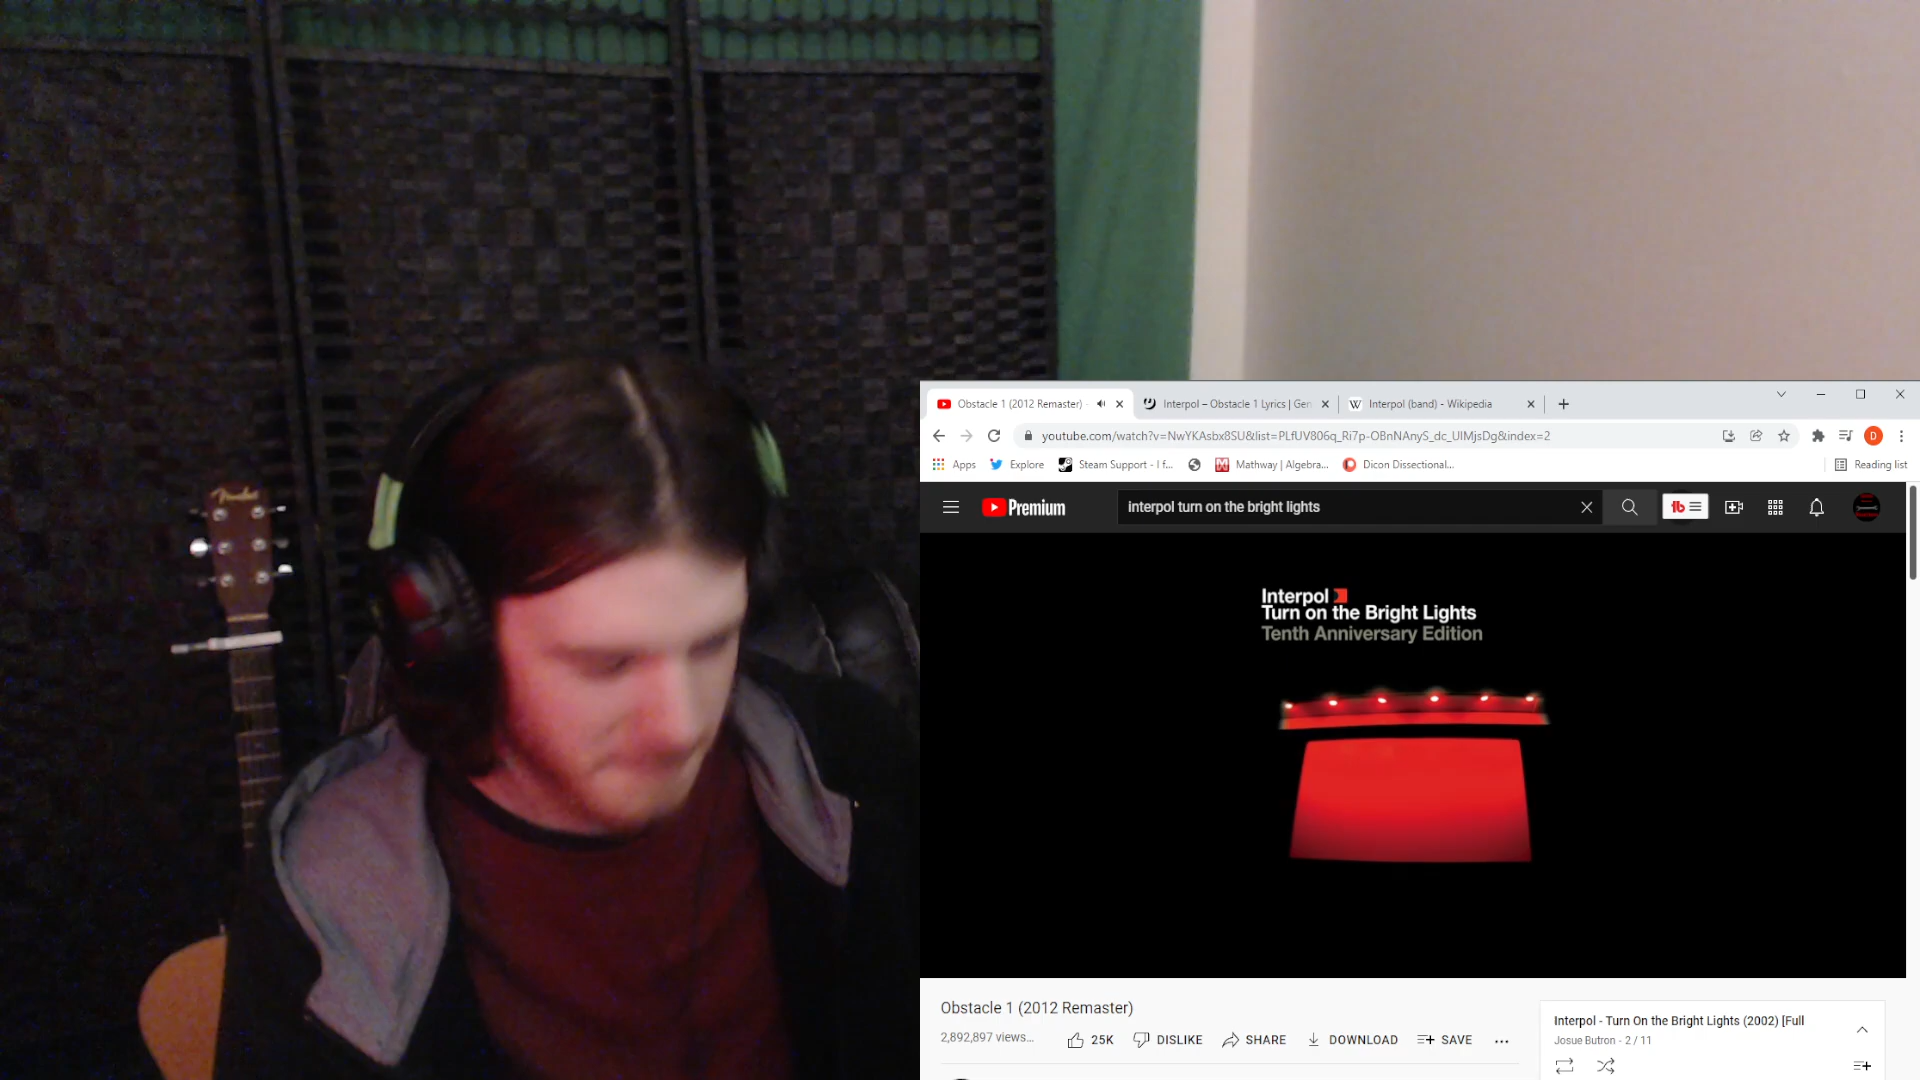 Fender
Obstacle 1 (2012 Remaster)
Interpol – Obstacle 1 Lyrics | Gen
Interpol (band) - Wikipedia
youtube.com/watch?v=NwYKAsbx8SU&list=PLfUV806q_Ri7p-OBnNAnyS_dc_UlMjsDg&index=2
D
Apps
Explore
Steam Support - I f...
Mathway | Algebra...
Dicon Dissectional...
Reading list
Premium
interpol turn on the bright lights
tb
Interpol
Turn on the Bright Lights
Tenth Anniversary Edition
Obstacle 1 (2012 Remaster)
2,892,897 views...
25K
DISLIKE
SHARE
DOWNLOAD
SAVE
Interpol - Turn On the Bright Lights (2002) [Full
Josue Butron - 2 / 11